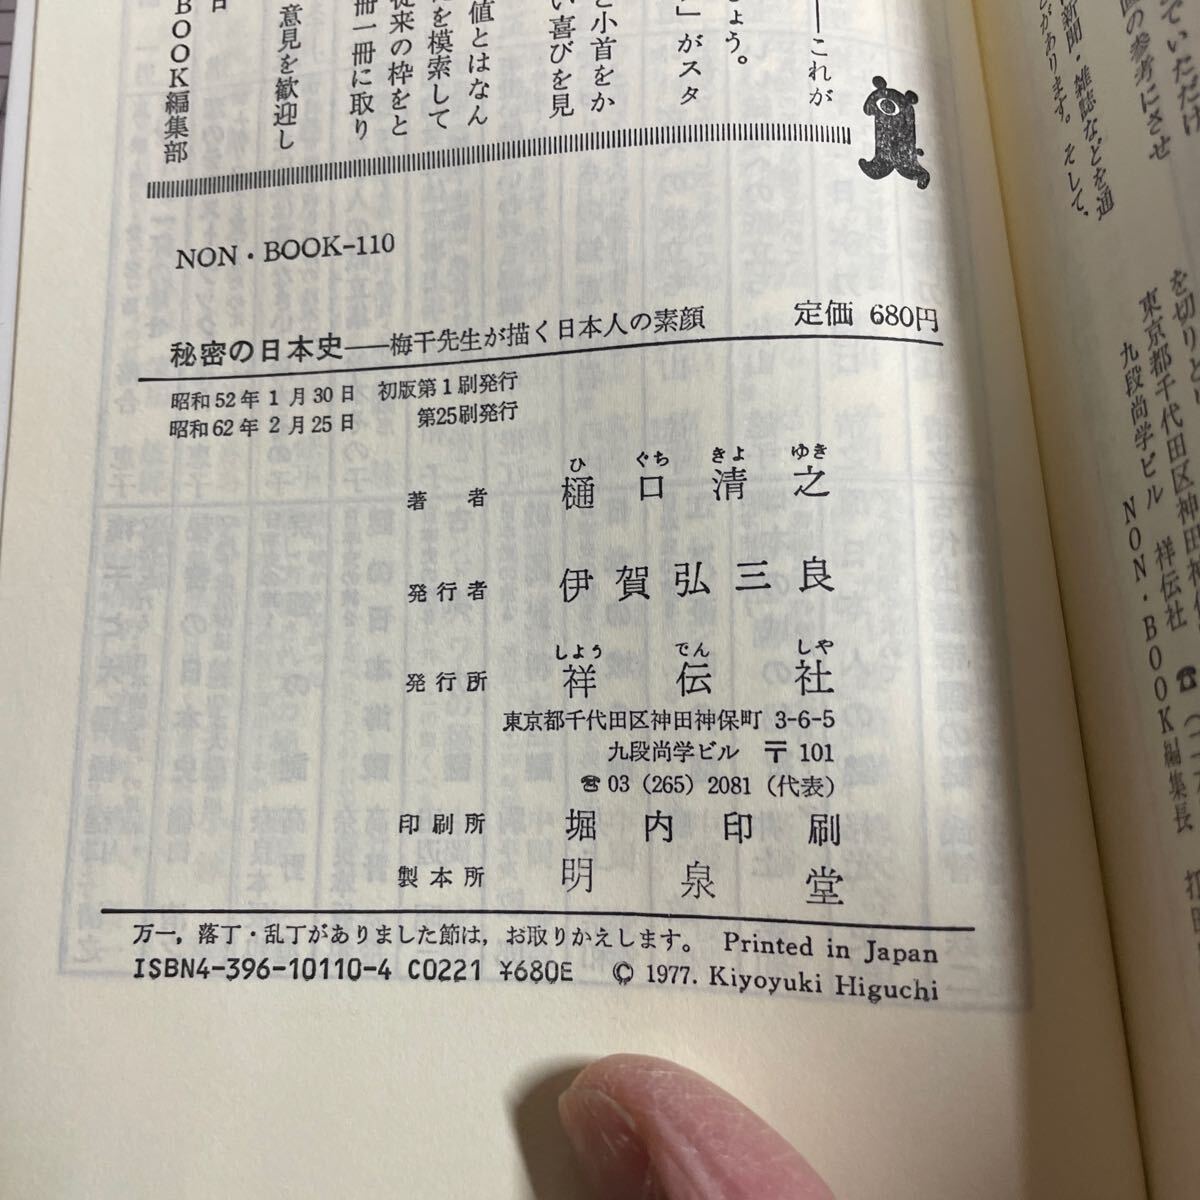 ――これが
ょう。
」がスタ
と小首をか
い喜びを見
値とはなん
を模索して
従来の枠をと
冊一冊に取り
意見を歓迎し
日
BOOK編集部
NON・BOOK-110
秘密の日本史――梅干先生が描く日本人の素顔 定価 680円
昭和52年1月30日 初版第1刷発行
昭和62年2月25日 第25刷発行
著者 樋口清之
ひ ぐち きよ ゆき
発行者 伊賀弘三良
発行所 祥伝社
しよう でん しや
東京都千代田区神田神保町 3-6-5
九段尚学ビル 〒101
☎03 (265) 2081 (代表)
印刷所 堀内印刷
製本所 明泉堂
万一,落丁・乱丁がありました節は,お取りかえします。 Printed in Japan
ISBN4-396-10110-4 C0221 ¥680E © 1977. Kiyoyuki Higuchi
ていただけ
の参考にさせ
新聞・雑誌などを通
とがあります。そして、
を切りとり
東京都千代田区神田神
九段尚学ビル 祥伝社 ☎
NON・BOOK編集長